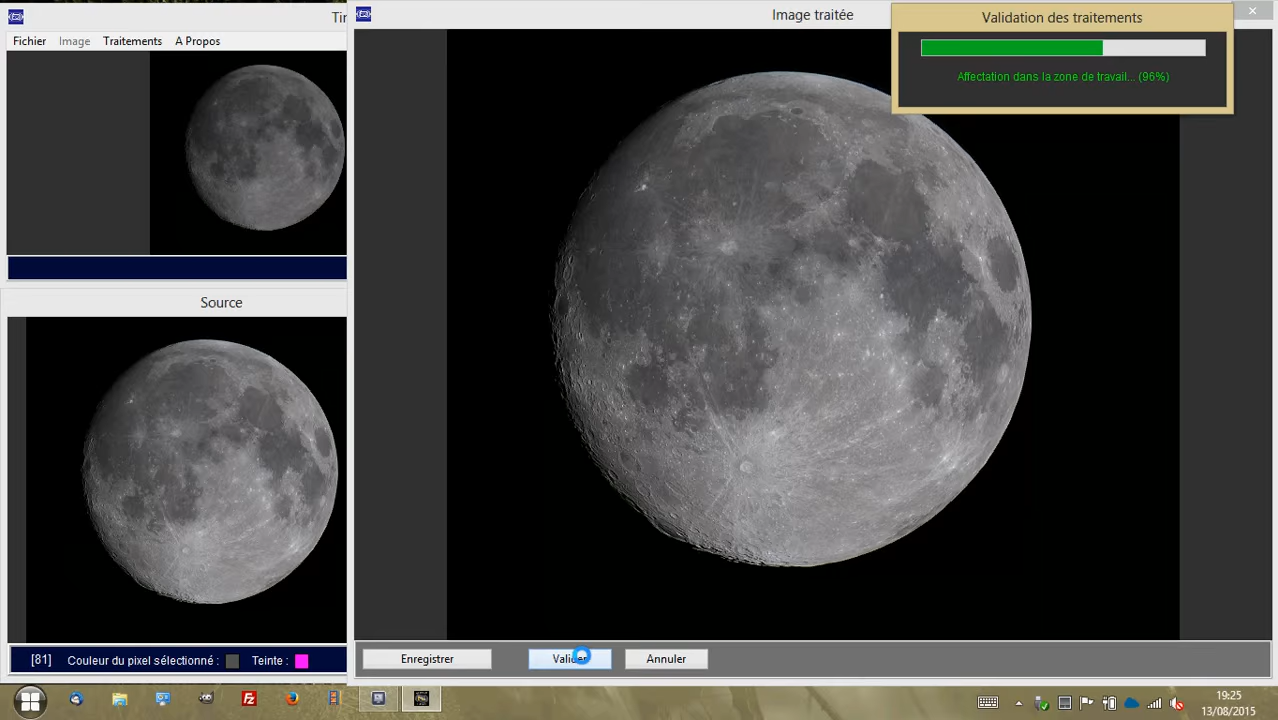 Tir
Image traitée
Validation des traitements
Fichier Image Traitements A Propos
Affectation dans la zone de travail... (96%)
Source
[81] Couleur du pixel sélectionné : Teinte :
Enregistrer Valider Annuler
19:25
13/08/2015